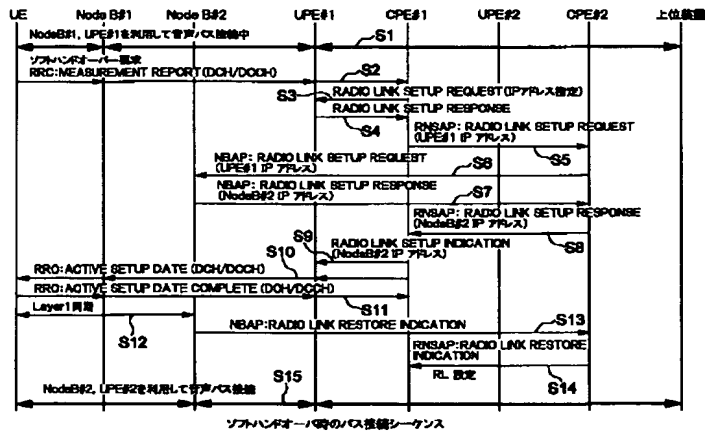 UE NodeB#1 NodeB#2 UPE#1 CPE#1 UPE#2 CPE#2 上位装置
NodeB#1, UPE#1を利用して音声パス接続中
S1
ソフトハンドオーバー要求
RRC:MEASUREMENT REPORT(DCH/DCCH)
S2
S3
RADIO LINK SETUP REQUEST(IPアドレス指定)
RADIO LINK SETUP RESPONSE
S4
RNSAP: RADIO LINK SETUP REQUEST
(UPE#1 IP アドレス)
S5
NBAP: RADIO LINK SETUP REQUEST
(UPE#1 IP アドレス)
S6
NBAP: RADIO LINK SETUP RESPONSE
(NodeB#2 IP アドレス)
S7
RNSAP: RADIO LINK SETUP RESPONSE
(NodeB#2 IP アドレス)
S8
S9
RADIO LINK SETUP INDICATION
(NodeB#2 IP アドレス)
S10
RRC:ACTIVE SETUP DATE (DCH/DCCH)
RRC:ACTIVE SETUP DATE COMPLETE (DCH/DCCH)
S11
Layer1同期
S12
NBAP:RADIO LINK RESTORE INDICATION
S13
RNSAP:RADIO LINK RESTORE
INDICATION
RL 設定
S14
NodeB#2, UPE#2を利用して音声パス接続
S15
ソフトハンドオーバ時のパス接続シーケンス